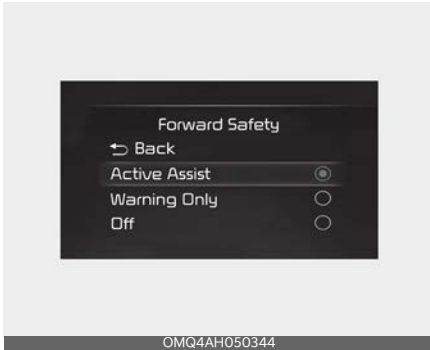 Forward Safety
Back
Active Assist
Warning Only
Off
OMQ4AH050344